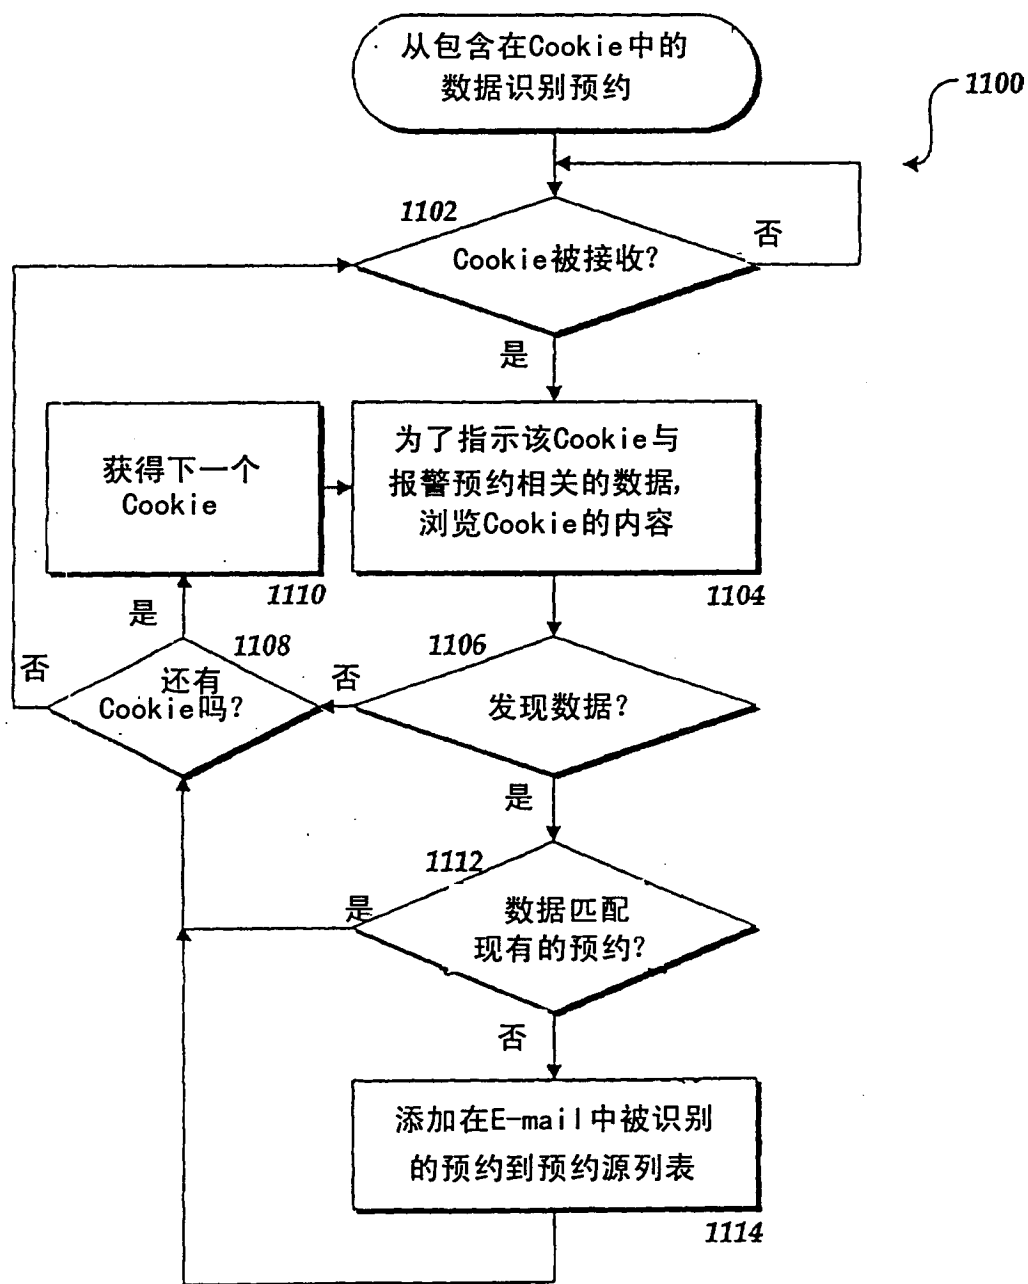 从包含在Cookie中的
数据识别预约
1100
1102
否
Cookie被接收?
是
获得下一个
Cookie
1110
为了指示该Cookie与
报警预约相关的数据,
浏览Cookie的内容
1104
是
1108
1106
否
还有
Cookie吗?
否
发现数据?
是
1112
是
数据匹配
现有的预约?
否
添加在E-mail中被识别
的预约到预约源列表
1114